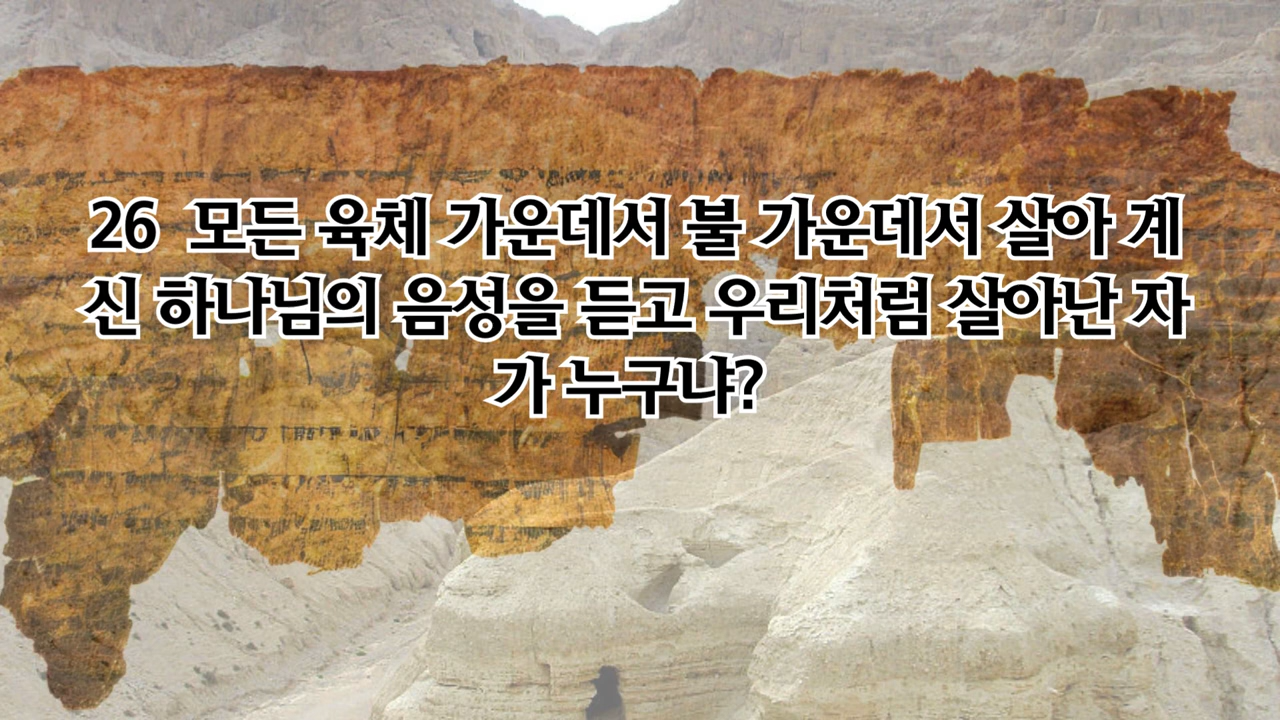 26 모든 육체 가운데서 불 가운데서 살아 계
신 하나님의 음성을 듣고 우리처럼 살아난 자
가 누구냐?